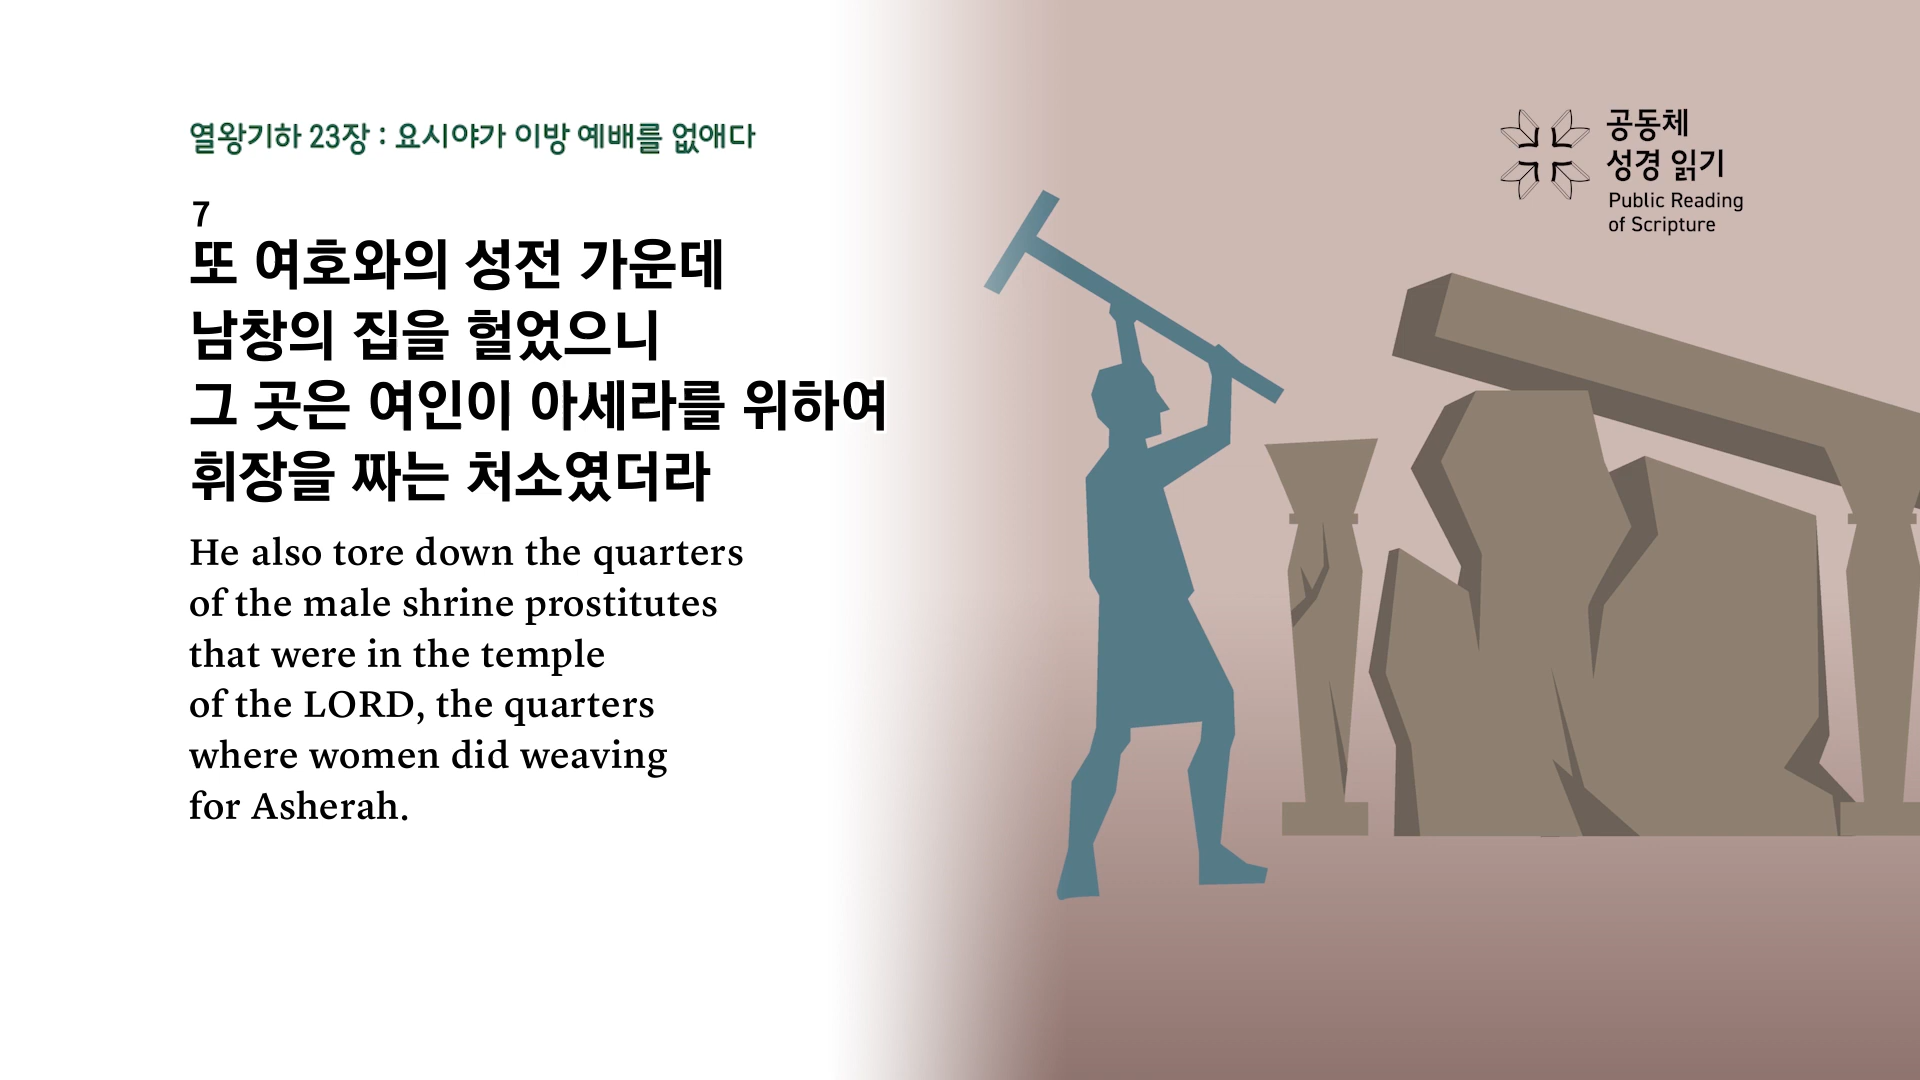 열왕기하 23장 : 요시야가 이방 예배를 없애다
7
또 여호와의 성전 가운데
남창의 집을 헐었으니
그 곳은 여인이 아세라를 위하여
휘장을 짜는 처소였더라
He also tore down the quarters
of the male shrine prostitutes
that were in the temple
of the LORD, the quarters
where women did weaving
for Asherah.
공동체
성경 읽기
Public Reading
of Scripture